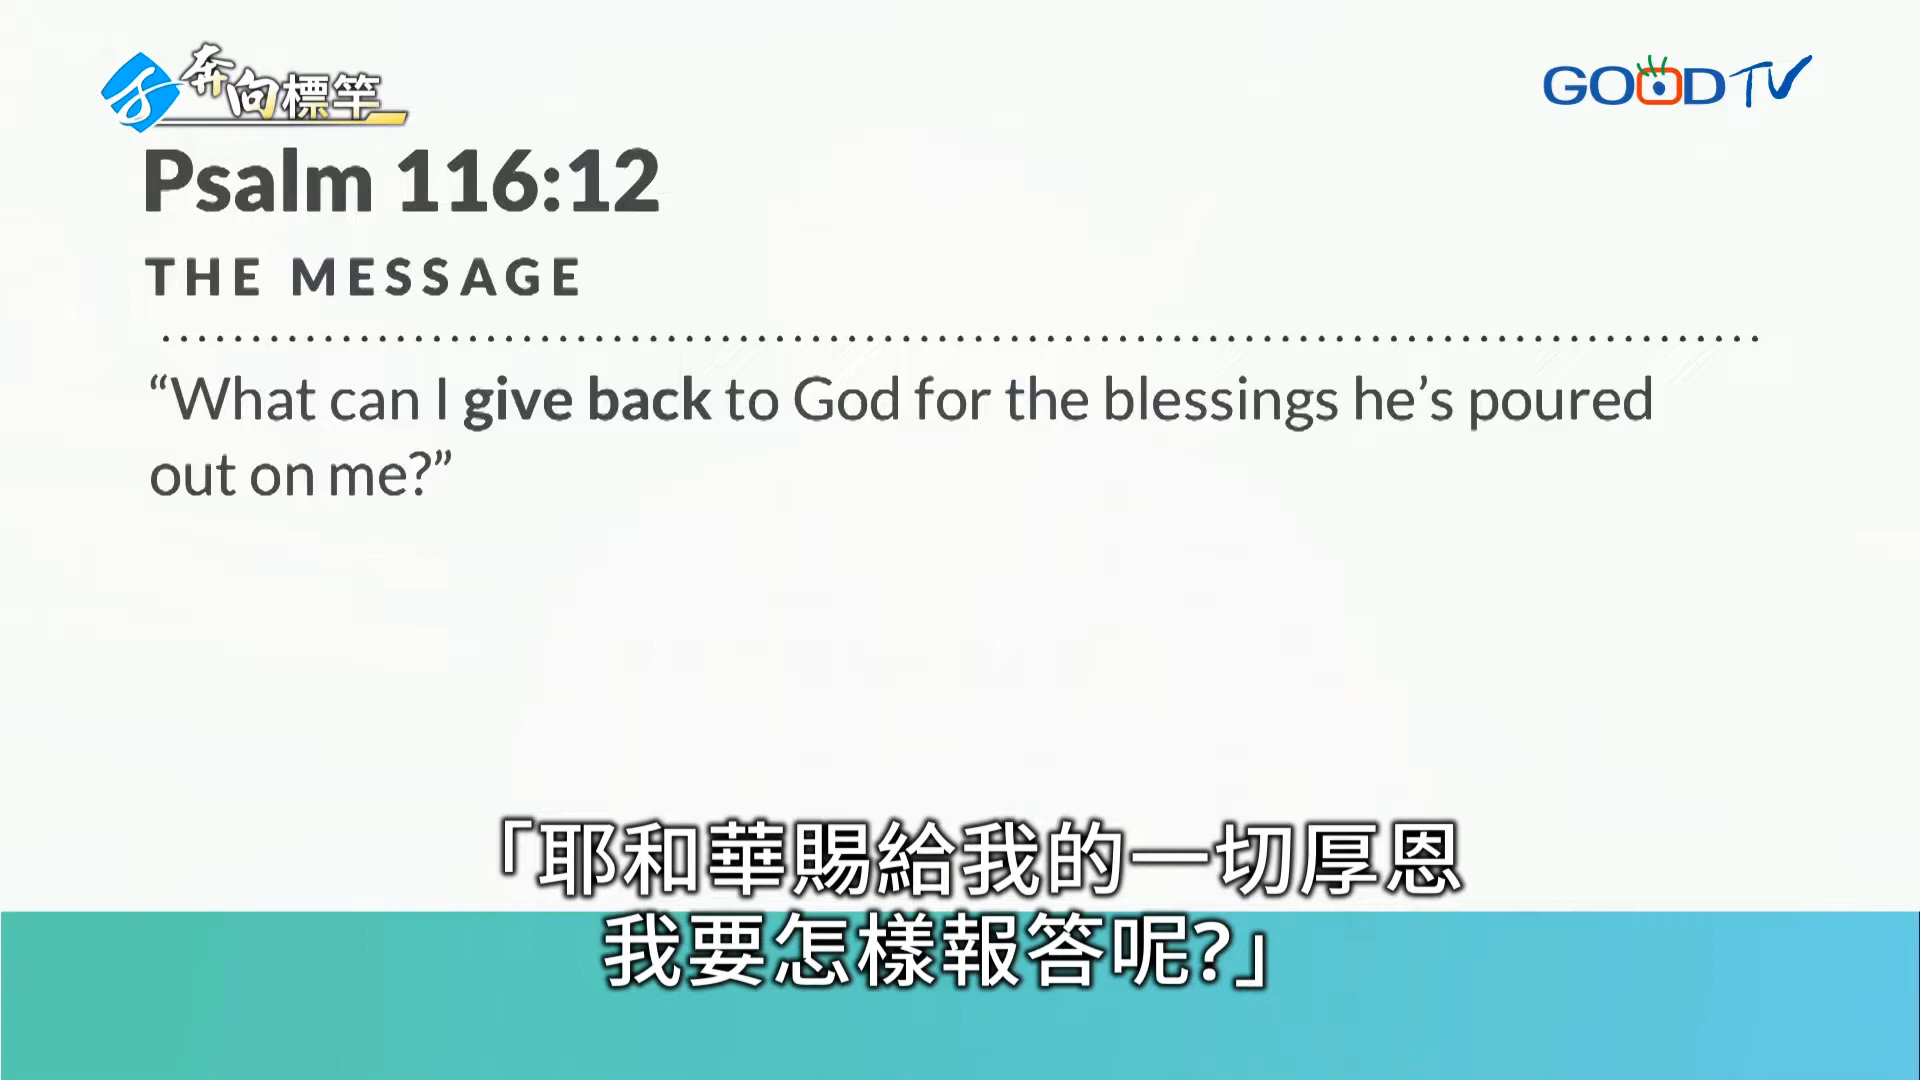 奔向標竿
GOOD TV
Psalm 116:12
THE MESSAGE
“What can I give back to God for the blessings he’s poured
out on me?”
「耶和華賜給我的一切厚恩
我要怎樣報答呢?」